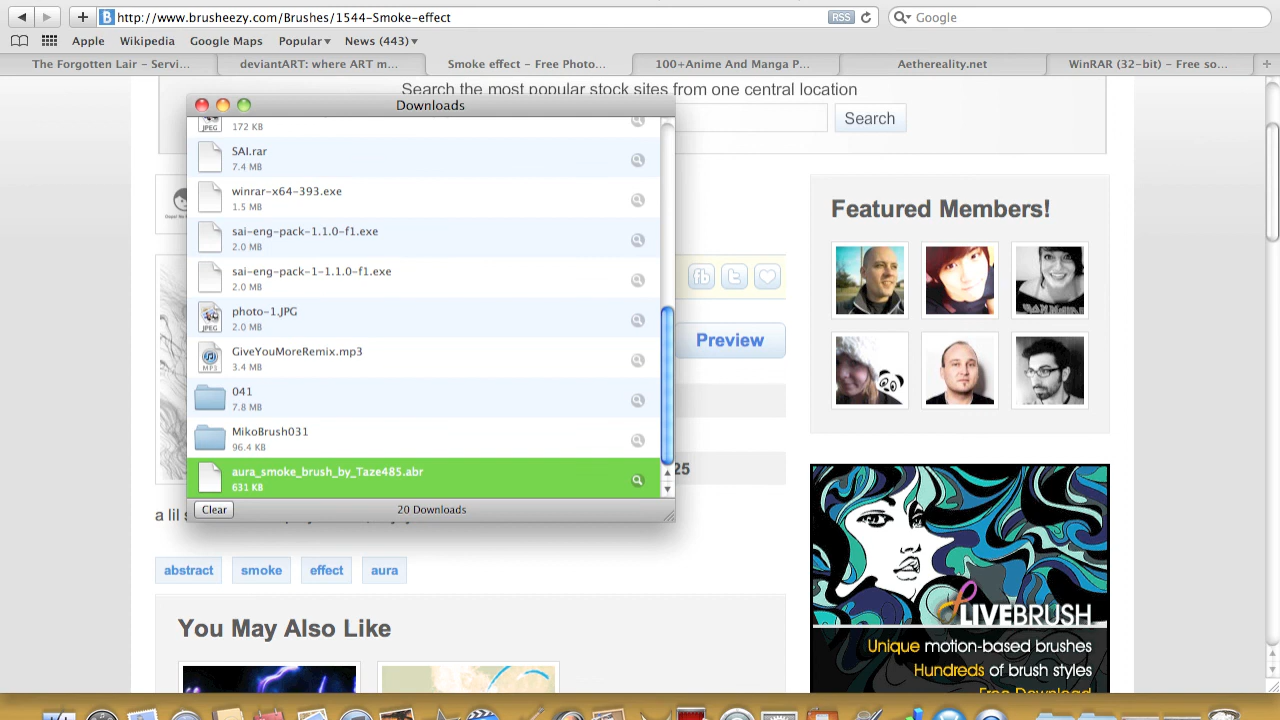 http://www.brusheezy.com/Brushes/1544-Smoke-effect
RSS
Google
Apple
Wikipedia
Google Maps
Popular
News (443)
The Forgotten Lair – Servi...
deviantART: where ART m...
Smoke effect – Free Photo...
100+Anime And Manga P...
Aethereality.net
WinRAR (32-bit) – Free so...
Search the most popular stock sites from one central location
Search
Downloads
JPEG
172 KB
SAI.rar
7.4 MB
winrar-x64-393.exe
1.5 MB
sai-eng-pack-1.1.0-f1.exe
2.0 MB
sai-eng-pack-1-1.1.0-f1.exe
2.0 MB
photo-1.JPG
JPEG
2.0 MB
GiveYouMoreRemix.mp3
MP3
3.4 MB
041
7.8 MB
MikoBrush031
96.4 KB
aura_smoke_brush_by_Taze485.abr
631 KB
Clear
20 Downloads
Preview
25
a lil
abstract
smoke
effect
aura
You May Also Like
Featured Members!
LIVEBRUSH
Unique motion-based brushes
Hundreds of brush styles
Free Download